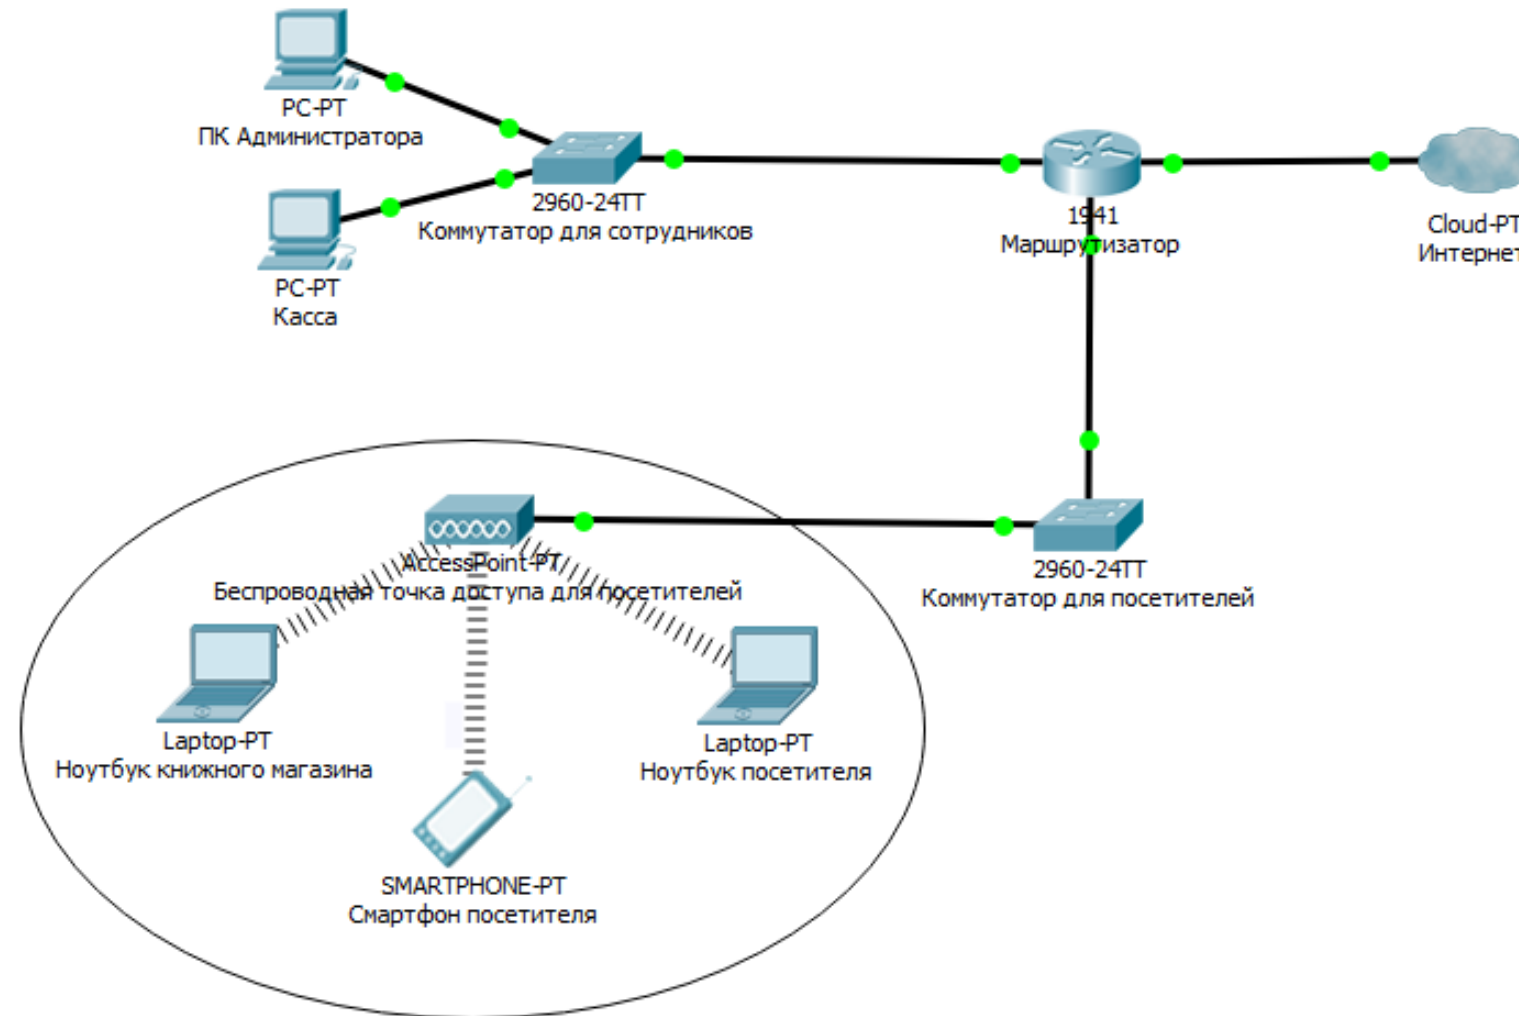 PC-PT
ПК Администратора
2960-24TT
Коммутатор для сотрудников
PC-PT
Касса
1941
Маршрутизатор
Cloud-PT
Интернет
AccessPoint-PT
Беспроводная точка доступа для посетителей
2960-24TT
Коммутатор для посетителей
Laptop-PT
Ноутбук книжного магазина
Laptop-PT
Ноутбук посетителя
SMARTPHONE-PT
Смартфон посетителя